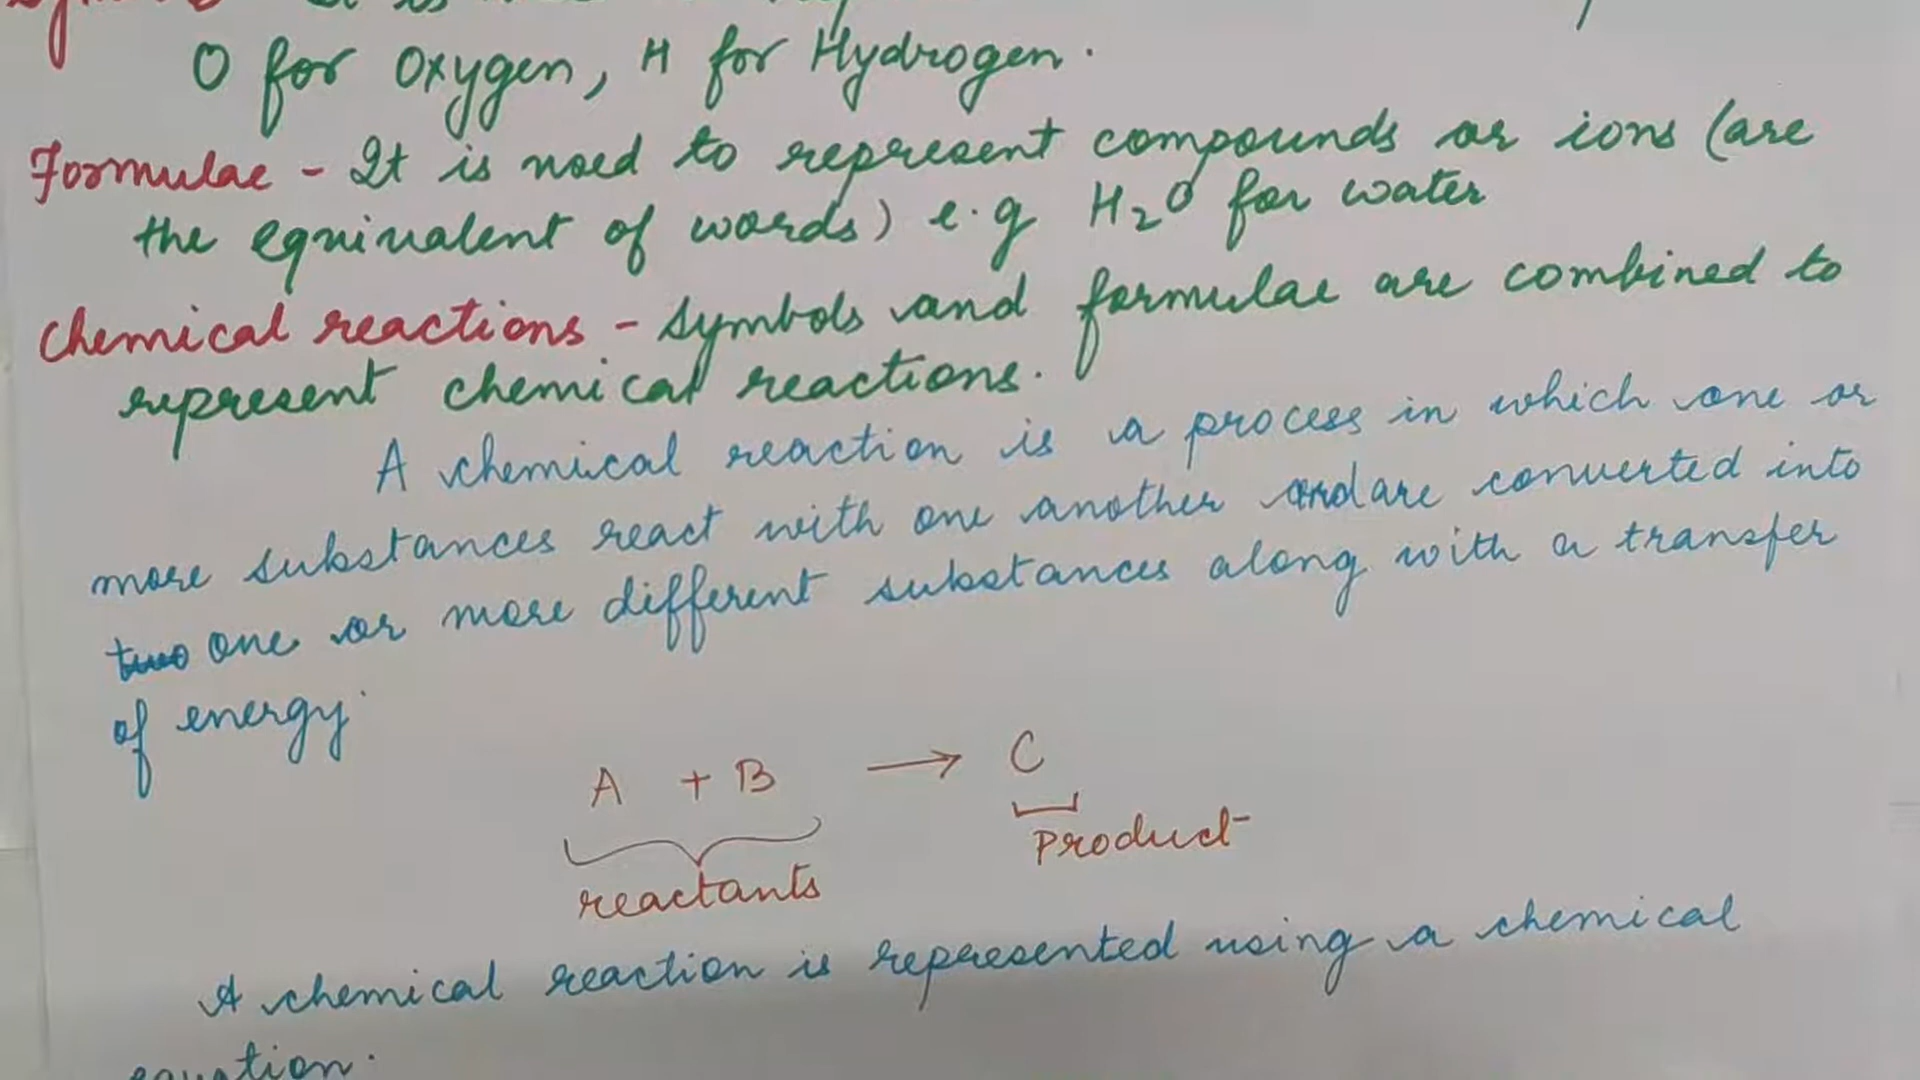 O for Oxygen, H for Hydrogen.
Formulae - It is used to represent compounds or ions (are
the equivalent of words) e.g H₂O for water
Chemical reactions - Symbols and formulae are combined to
represent chemical reactions.
A chemical reaction is a process in which one or
more substances react with one another and are converted into
two one or more different substances along with a transfer
of energy.
A + B → C
reactants Product
A chemical reaction is represented using a chemical
equation.